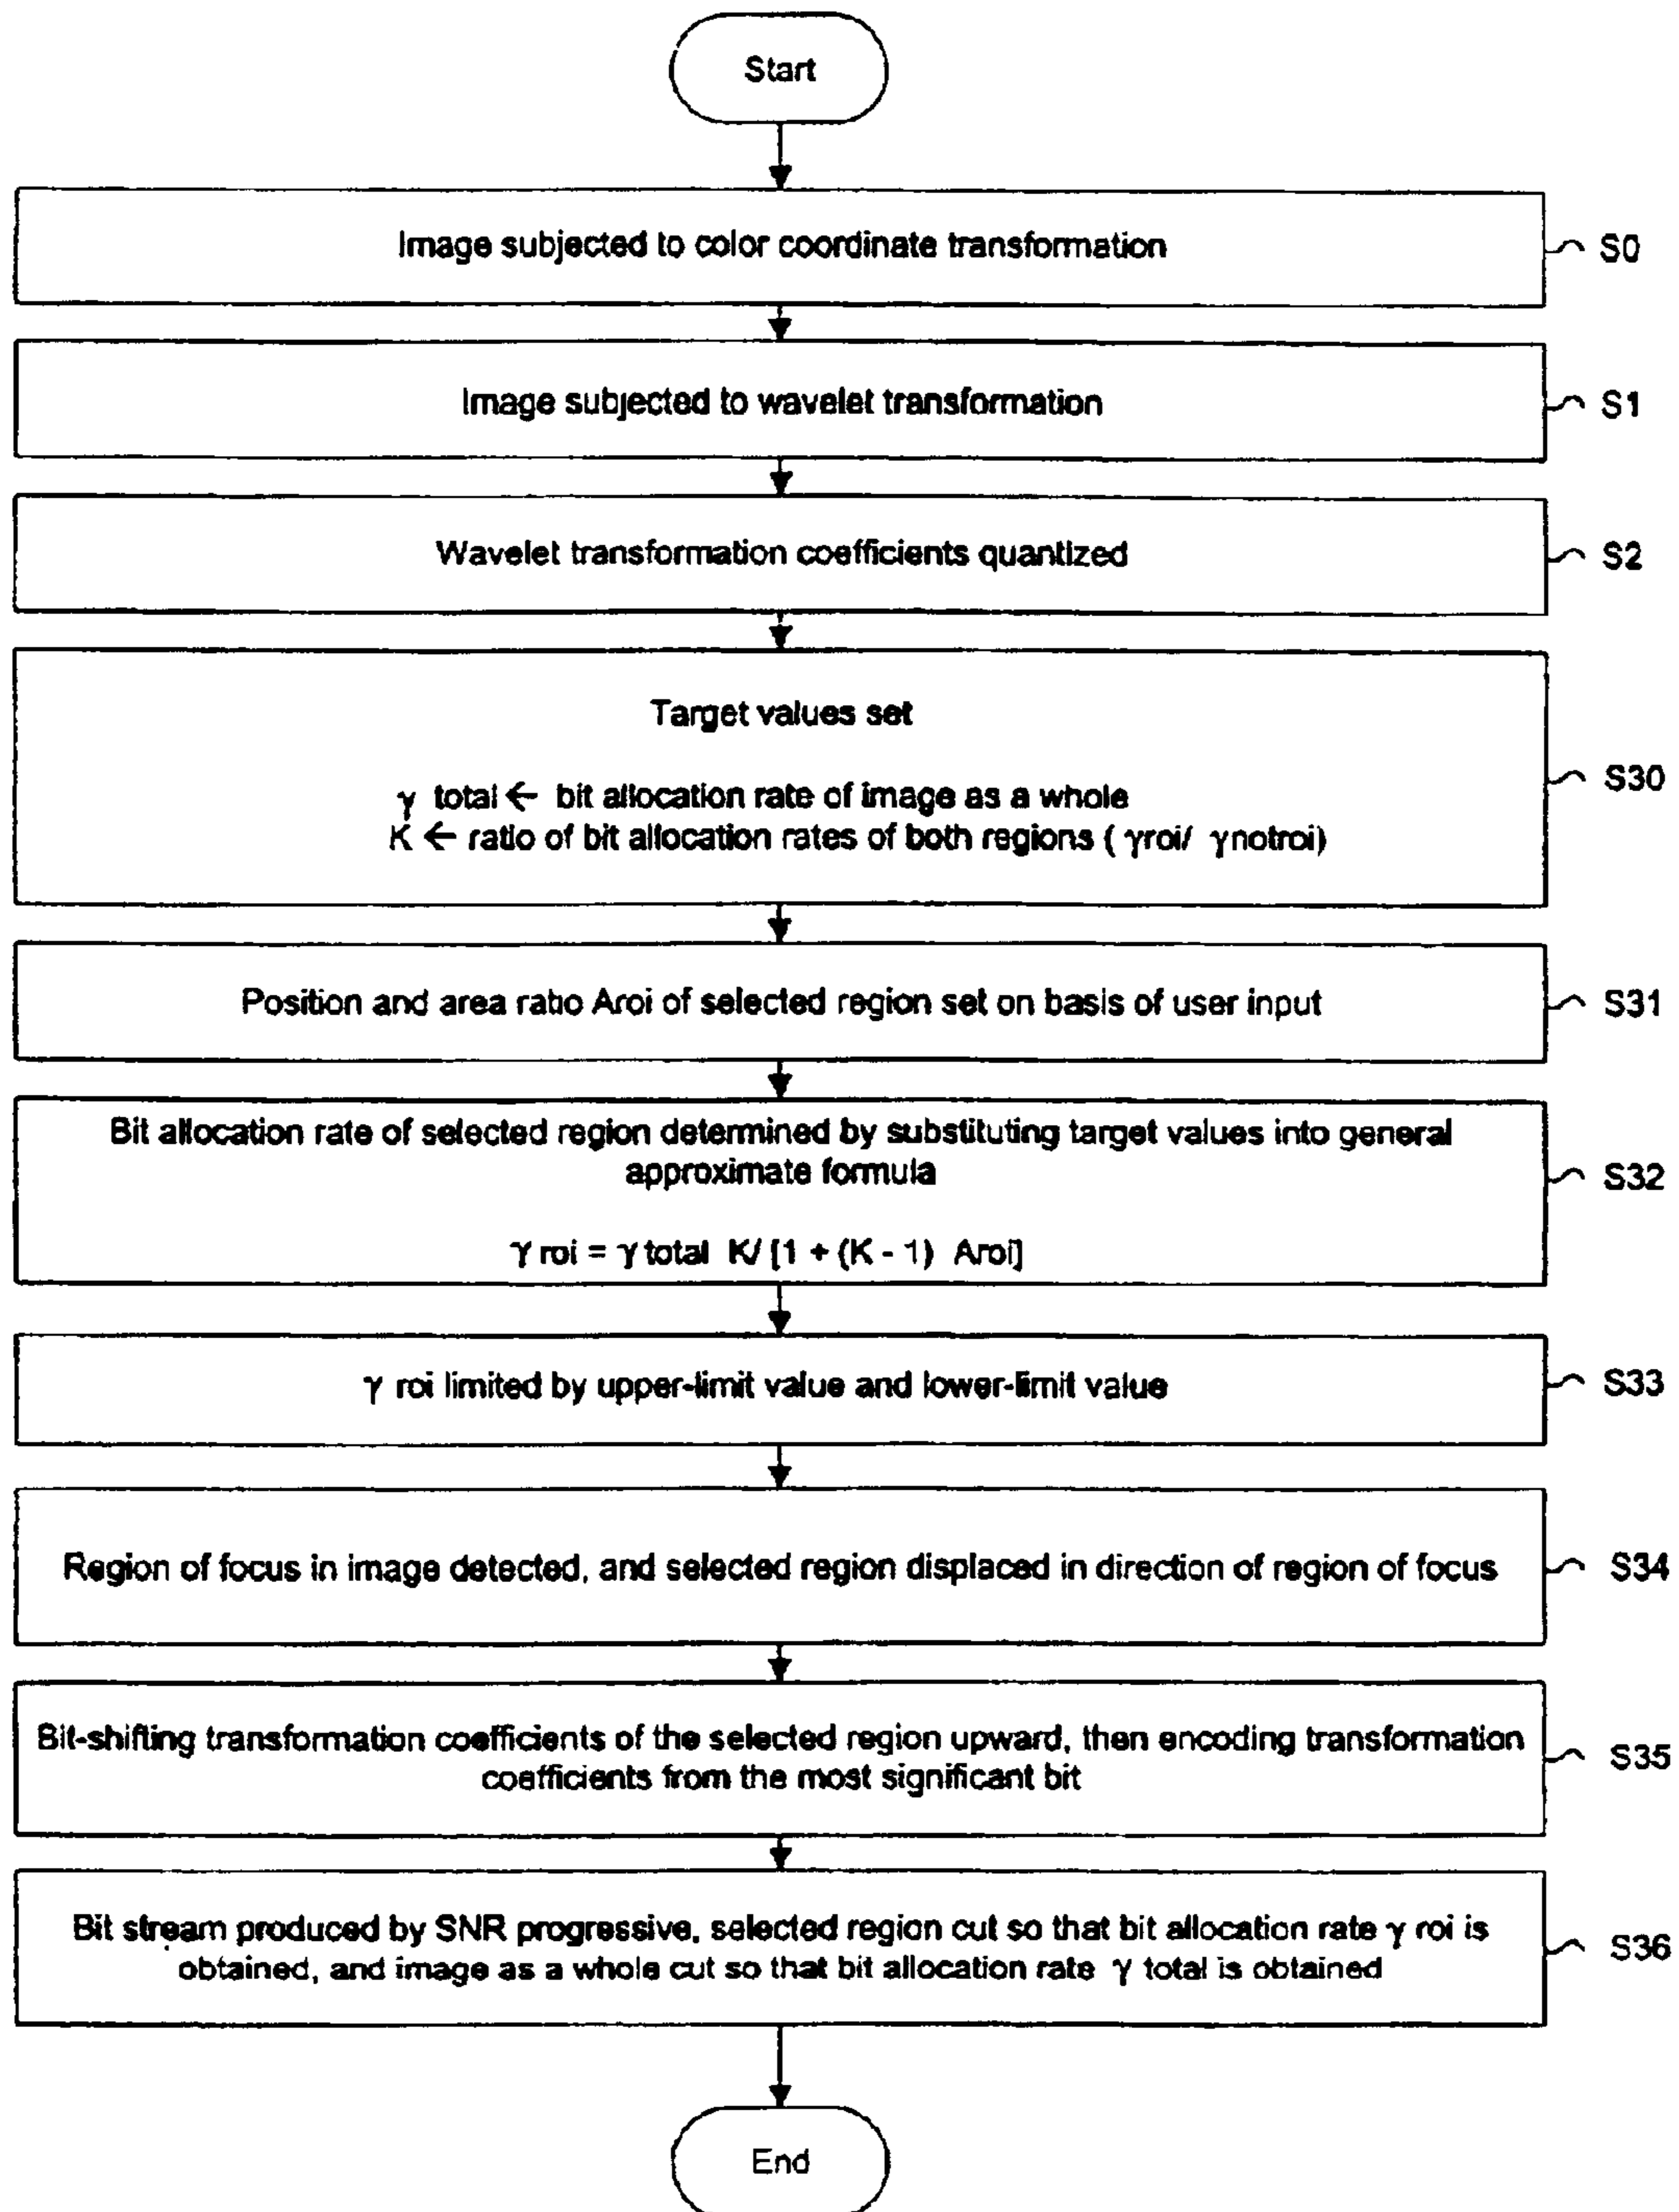 Start
Image subjected to color coordinate transformation
S0
Image subjected to wavelet transformation
S1
Wavelet transformation coefficients quantized
S2
Target values set
γ total ← bit allocation rate of image as a whole
K ← ratio of bit allocation rates of both regions ( γroi/ γnotroi)
S30
Position and area ratio Aroi of selected region set on basis of user input
S31
Bit allocation rate of selected region determined by substituting target values into general
approximate formula
γ roi = γ total K/ [1 + (K - 1) Aroi]
S32
γ roi limited by upper-limit value and lower-limit value
S33
Region of focus in image detected, and selected region displaced in direction of region of focus
S34
Bit-shifting transformation coefficients of the selected region upward, then encoding transformation
coefficients from the most significant bit
S35
Bit stream produced by SNR progressive, selected region cut so that bit allocation rate γ roi is
obtained, and image as a whole cut so that bit allocation rate γ total is obtained
S36
End